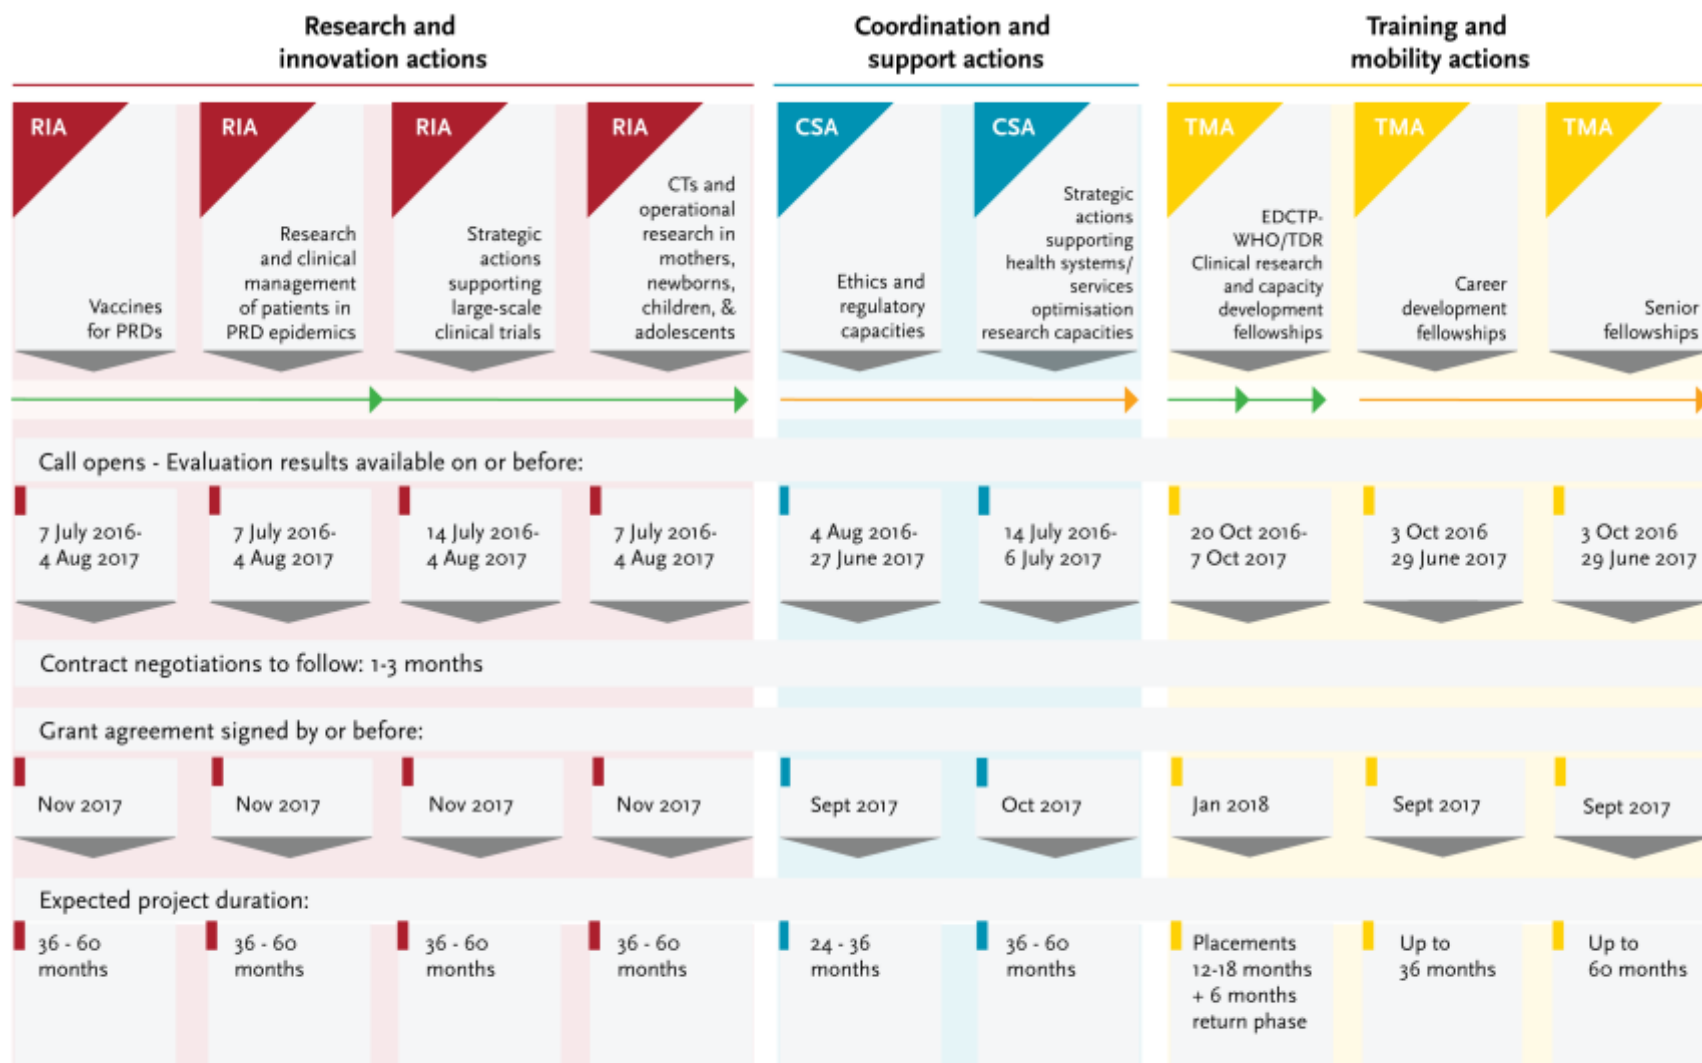 Research and
innovation actions
Coordination and
support actions
Training and
mobility actions
RIA
Vaccines
for PRDs
RIA
Research
and clinical
management
of patients in
PRD epidemics
RIA
Strategic
actions
supporting
large-scale
clinical trials
RIA
CTs and
operational
research in
mothers,
newborns,
children, &
adolescents
CSA
Ethics and
regulatory
capacities
CSA
Strategic
actions
supporting
health systems/
services
optimisation
research capacities
TMA
EDCTP-
WHO/TDR
Clinical research
and capacity
development
fellowships
TMA
Career
development
fellowships
TMA
Senior
fellowships
Call opens - Evaluation results available on or before:
7 July 2016-
4 Aug 2017
7 July 2016-
4 Aug 2017
14 July 2016-
4 Aug 2017
7 July 2016-
4 Aug 2017
4 Aug 2016-
27 June 2017
14 July 2016-
6 July 2017
20 Oct 2016-
7 Oct 2017
3 Oct 2016
29 June 2017
3 Oct 2016
29 June 2017
Contract negotiations to follow: 1-3 months
Grant agreement signed by or before:
Nov 2017
Nov 2017
Nov 2017
Nov 2017
Sept 2017
Oct 2017
Jan 2018
Sept 2017
Sept 2017
Expected project duration:
36 - 60
months
36 - 60
months
36 - 60
months
36 - 60
months
24 - 36
months
36 - 60
months
Placements
12-18 months
+ 6 months
return phase
Up to
36 months
Up to
60 months